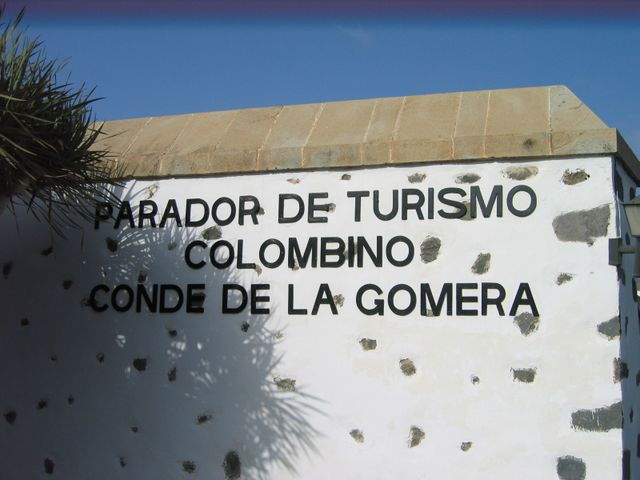 PARADOR DE TURISMO
COLOMBINO
CONDE DE LA GOMERA